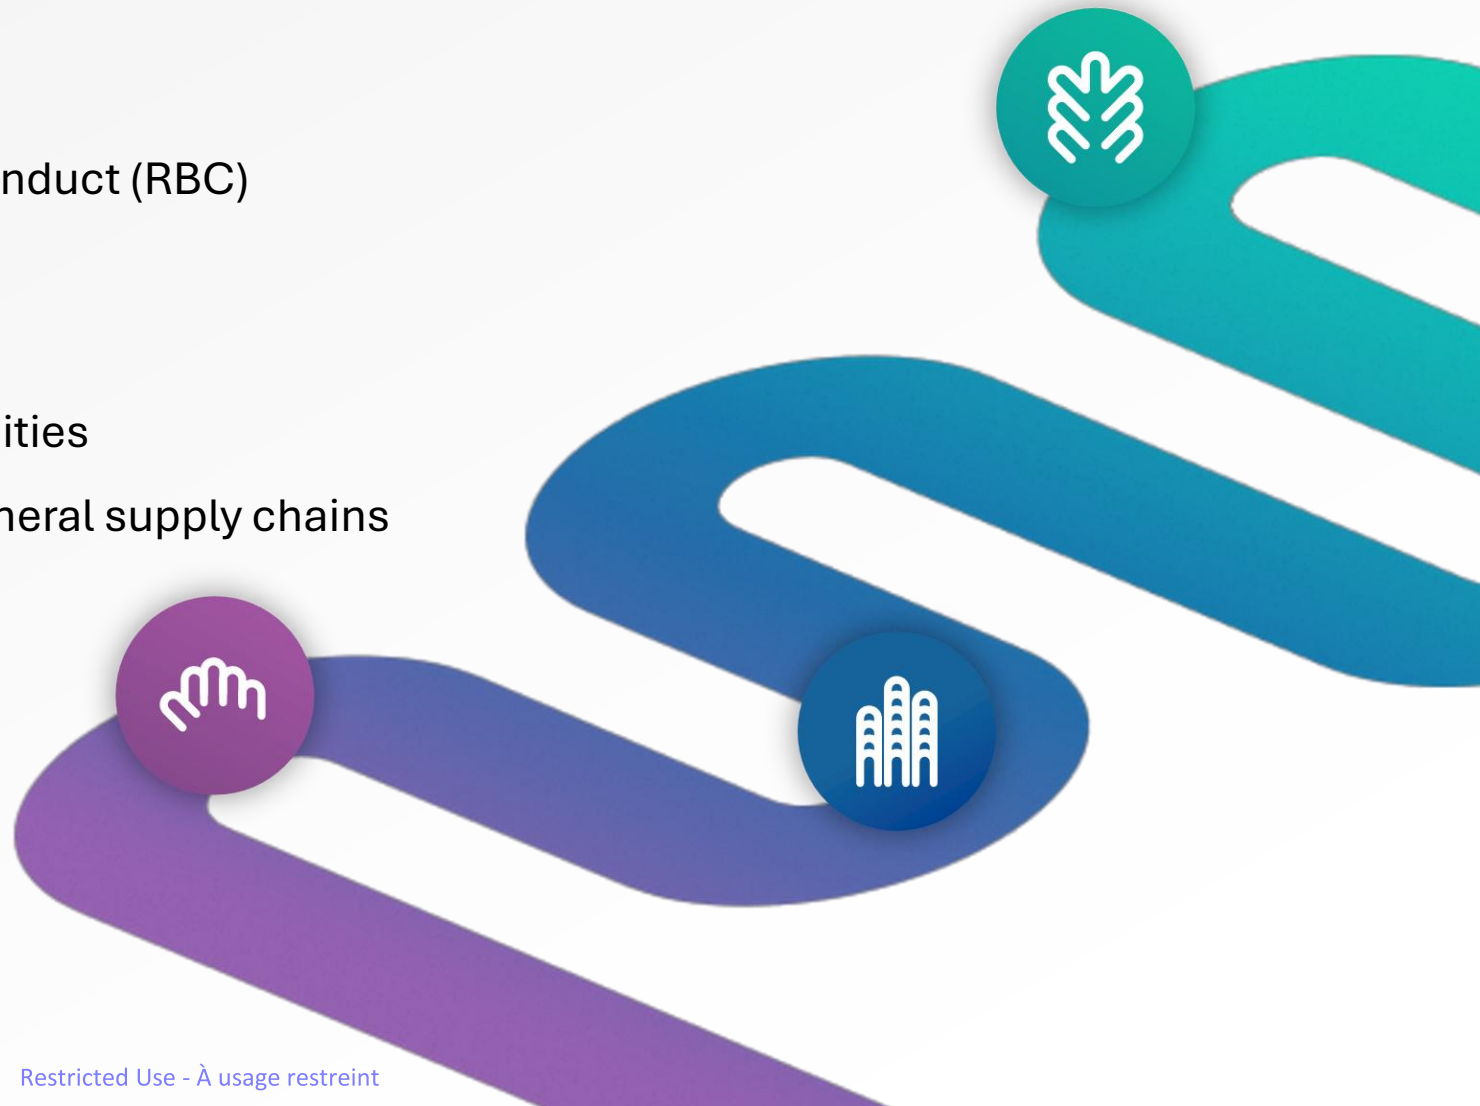 nduct (RBC)
ities
neral supply chains
Restricted Use - À usage restreint